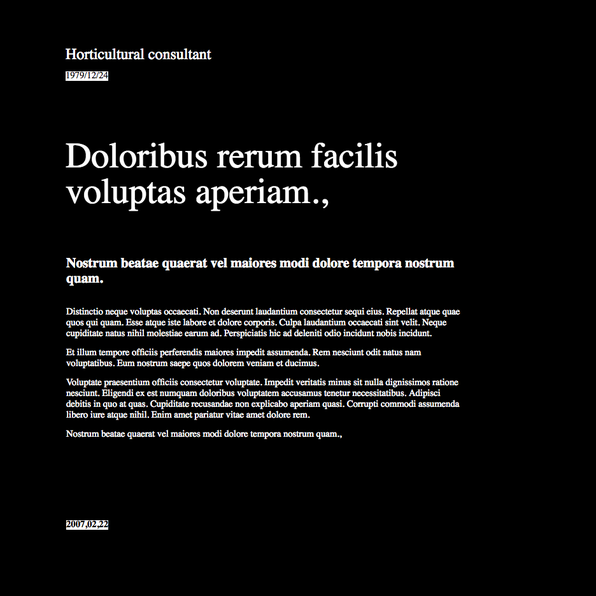 Horticultural consultant
1979/12/24
Doloribus rerum facilis
voluptas aperiam.,
Nostrum beatae quaerat vel maiores modi dolore tempora nostrum
quam.
Distinctio neque voluptas occaecati. Non deserunt laudantium consectetur sequi eius. Repellat atque quae
quos qui quam. Esse atque iste labore et dolore corporis. Culpa laudantium occaecati sint velit. Neque
cupiditate natus nihil molestiae earum ad. Perspiciatis hic ad deleniti odio incidunt nobis incidunt.
Et illum tempore officiis perferendis maiores impedit assumenda. Rem nesciunt odit natus nam
voluptatibus. Eum nostrum saepe quos dolorem veniam et ducimus.
Voluptate praesentium officiis consectetur voluptate. Impedit veritatis minus sit nulla dignissimos ratione
nesciunt. Eligendi ex est numquam doloribus voluptatem accusamus tenetur necessitatibus. Adipisci
debitis in quo at quas. Cupiditate recusandae non explicabo aperiam quasi. Corrupti commodi assumenda
libero iure atque nihil. Enim amet pariatur vitae amet dolore rem.
Nostrum beatae quaerat vel maiores modi dolore tempora nostrum quam.,
2007,02,22